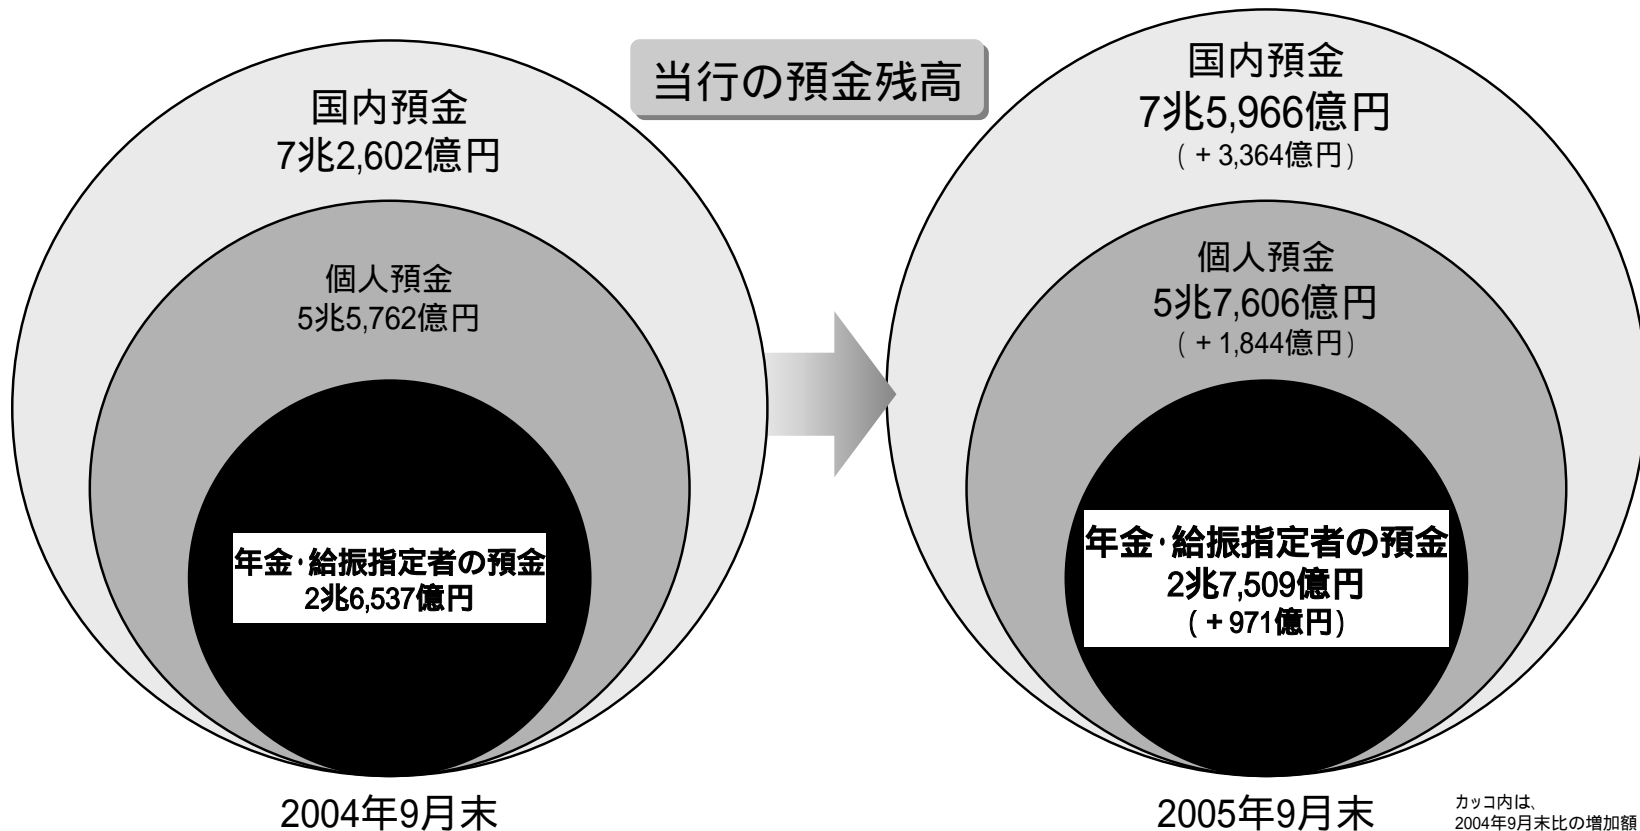 当行の預金残高
国内預金
7兆2,602億円
個人預金
5兆5,762億円
年金・給振指定者の預金
2兆6,537億円
2004年9月末
国内預金
7兆5,966億円
(+3,364億円)
個人預金
5兆7,606億円
(+1,844億円)
年金・給振指定者の預金
2兆7,509億円
(+971億円)
2005年9月末
カッコ内は、
2004年9月末比の増加額